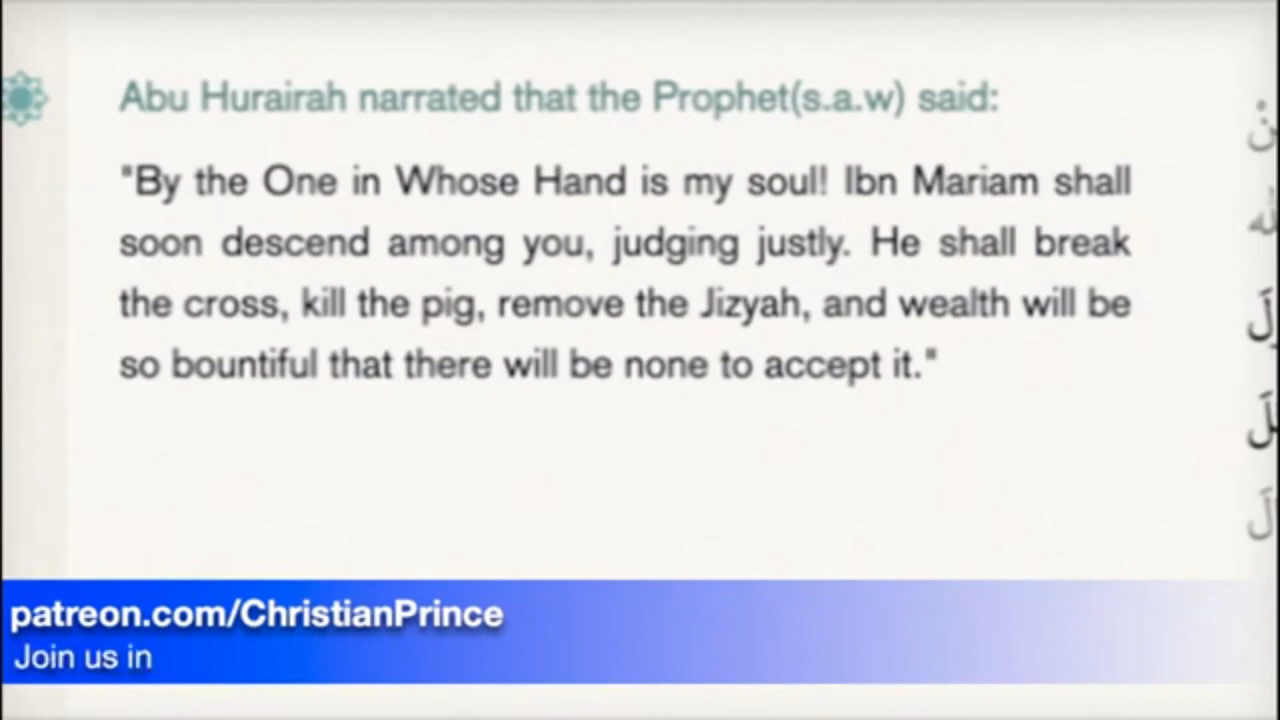 Abu Hurairah narrated that the Prophet(s.a.w) said:
"By the One in Whose Hand is my soul! Ibn Mariam shall
soon descend among you, judging justly. He shall break
the cross, kill the pig, remove the Jizyah, and wealth will be
so bountiful that there will be none to accept it."
patreon.com/ChristianPrince
Join us in